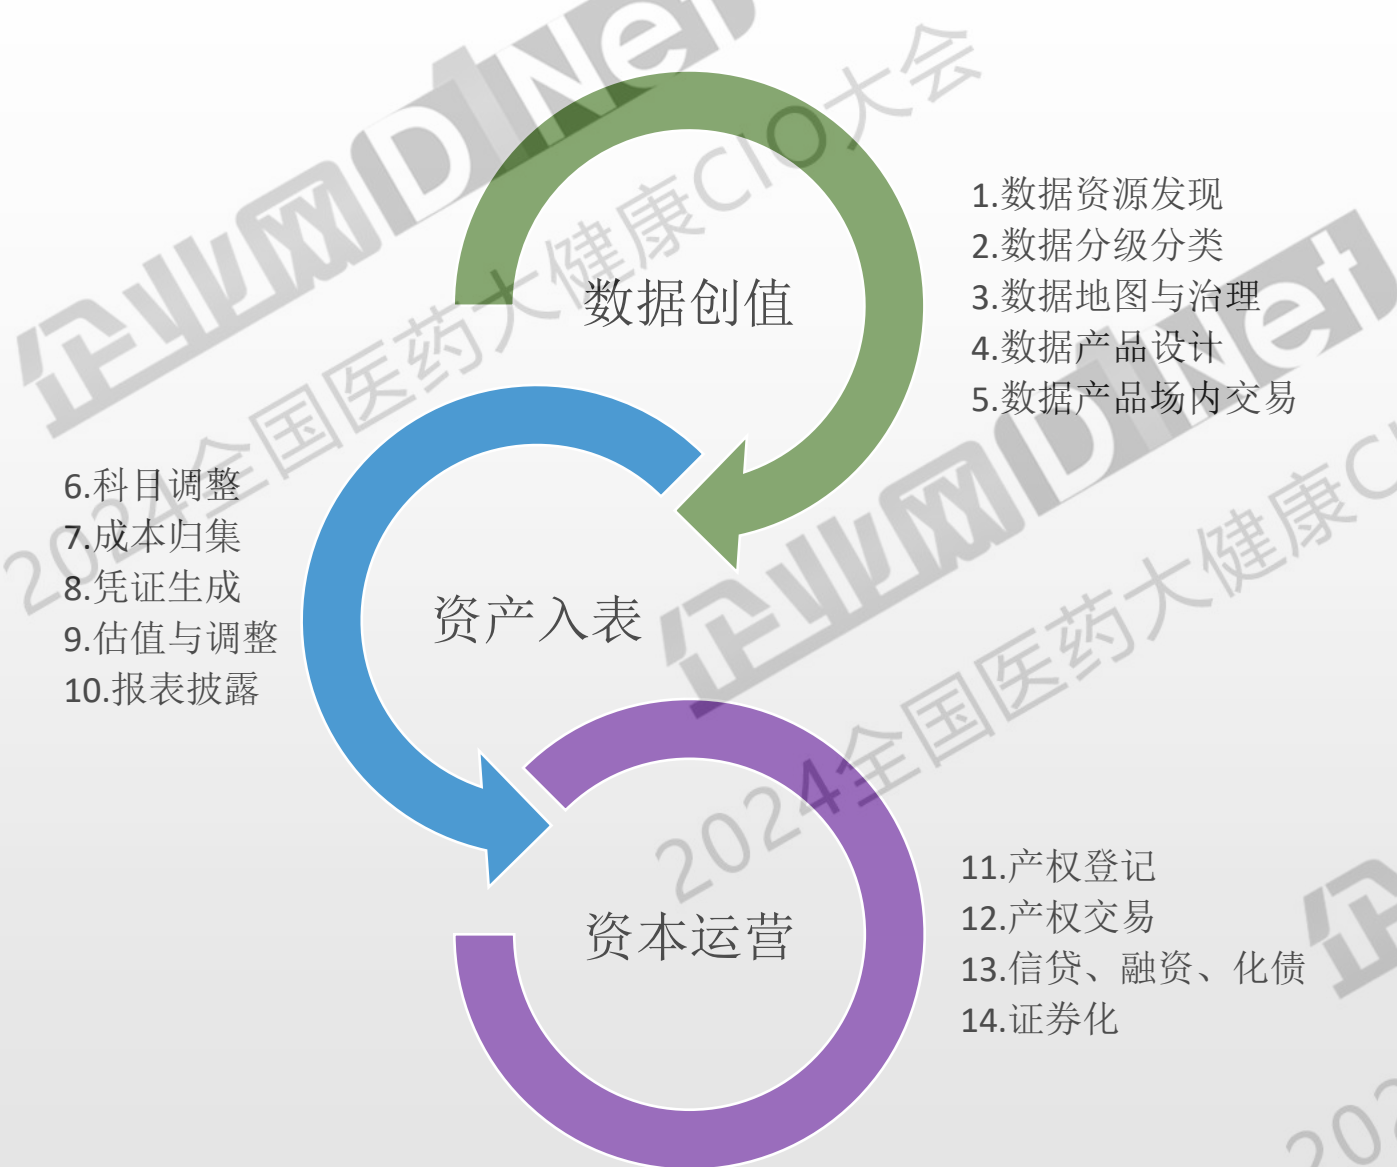 企业网D1Net
2024全国医药大健康CIO大会
数据创值
1.数据资源发现
2.数据分级分类
3.数据地图与治理
4.数据产品设计
5.数据产品场内交易
企业网D1Net
2024全国医药大健康CI
资产入表
6.科目调整
7.成本归集
8.凭证生成
9.估值与调整
10.报表披露
资本运营
11.产权登记
12.产权交易
13.信贷、融资、化债
14.证券化
企
202